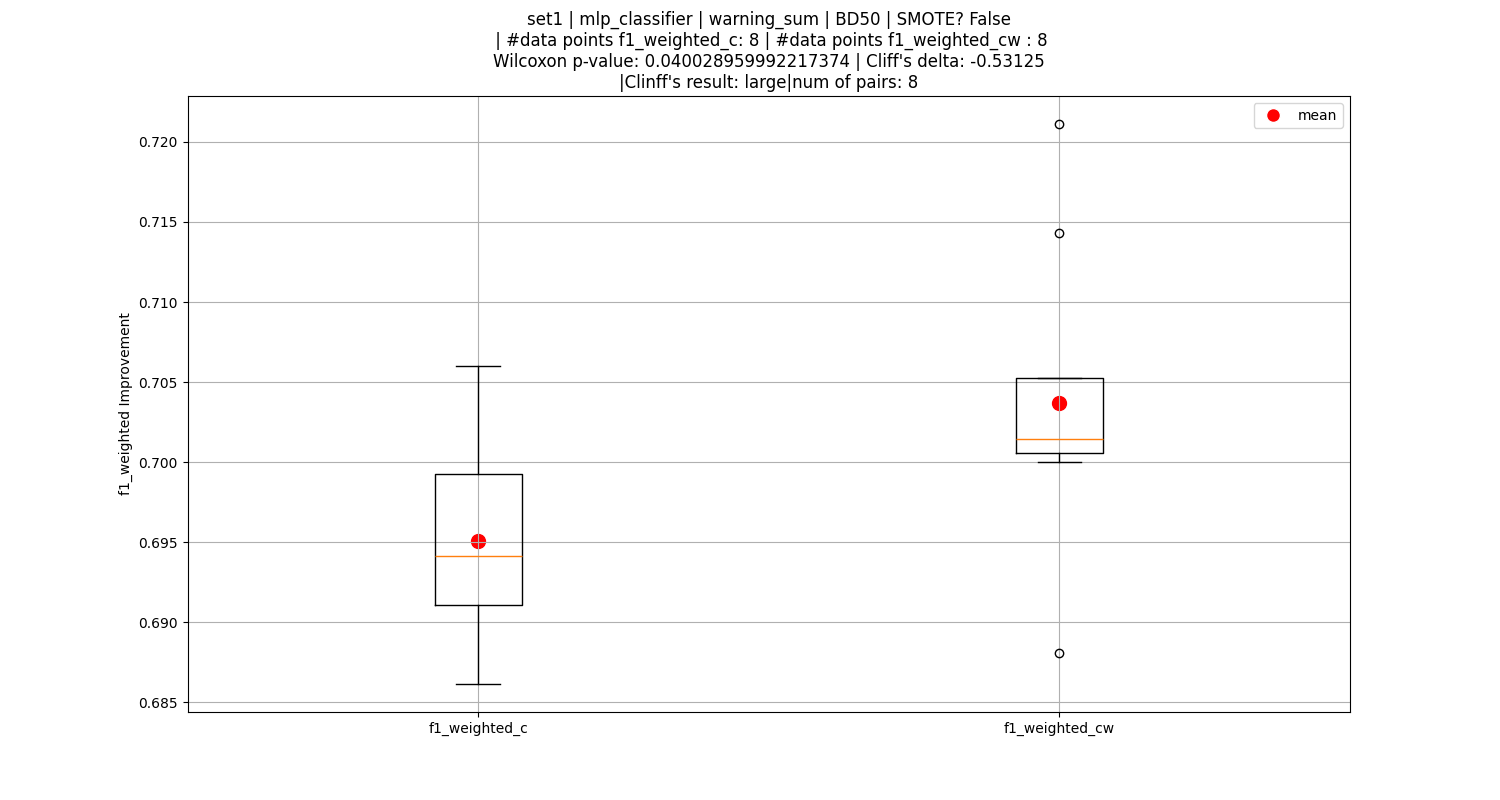 set1 | mlp_classifier | warning_sum | BD50 | SMOTE? False
| #data points f1_weighted_c: 8 | #data points f1_weighted_cw : 8
Wilcoxon p-value: 0.040028959992217374 | Cliff's delta: -0.53125
|Clinff's result: large|num of pairs: 8
mean
0.720
0.715
0.710
0.705
0.700
0.695
0.690
0.685
f1_weighted Improvement
f1_weighted_c
f1_weighted_cw